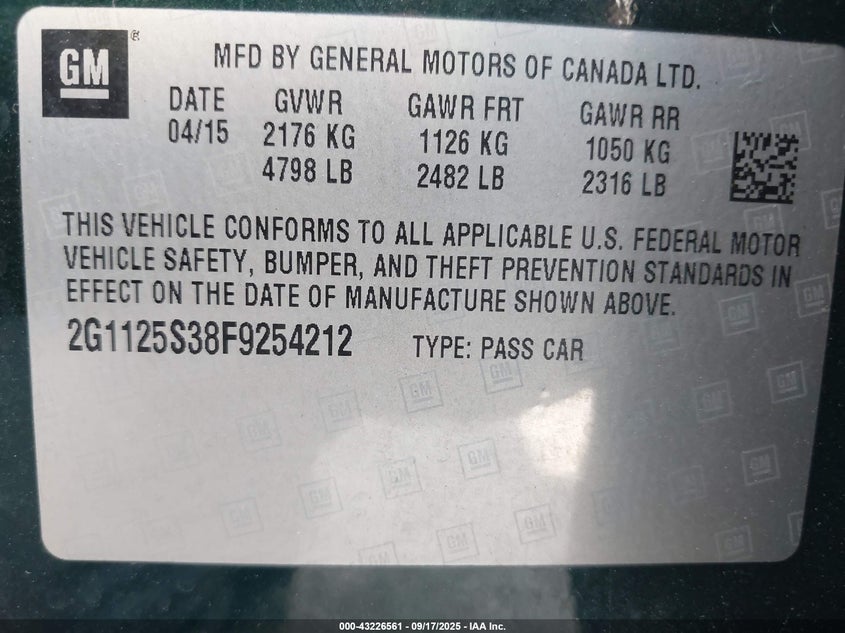 GM
MFD BY GENERAL MOTORS OF CANADA LTD.
DATE GVWR GAWR FRT GAWR RR
04/15 2176 KG 1126 KG 1050 KG
4798 LB 2482 LB 2316 LB
THIS VEHICLE CONFORMS TO ALL APPLICABLE U.S. FEDERAL MOTOR
VEHICLE SAFETY, BUMPER, AND THEFT PREVENTION STANDARDS IN
EFFECT ON THE DATE OF MANUFACTURE SHOWN ABOVE.
2G1125S38F9254212 TYPE: PASS CAR
000-43226561 - 09/17/2025 - IAA Inc.